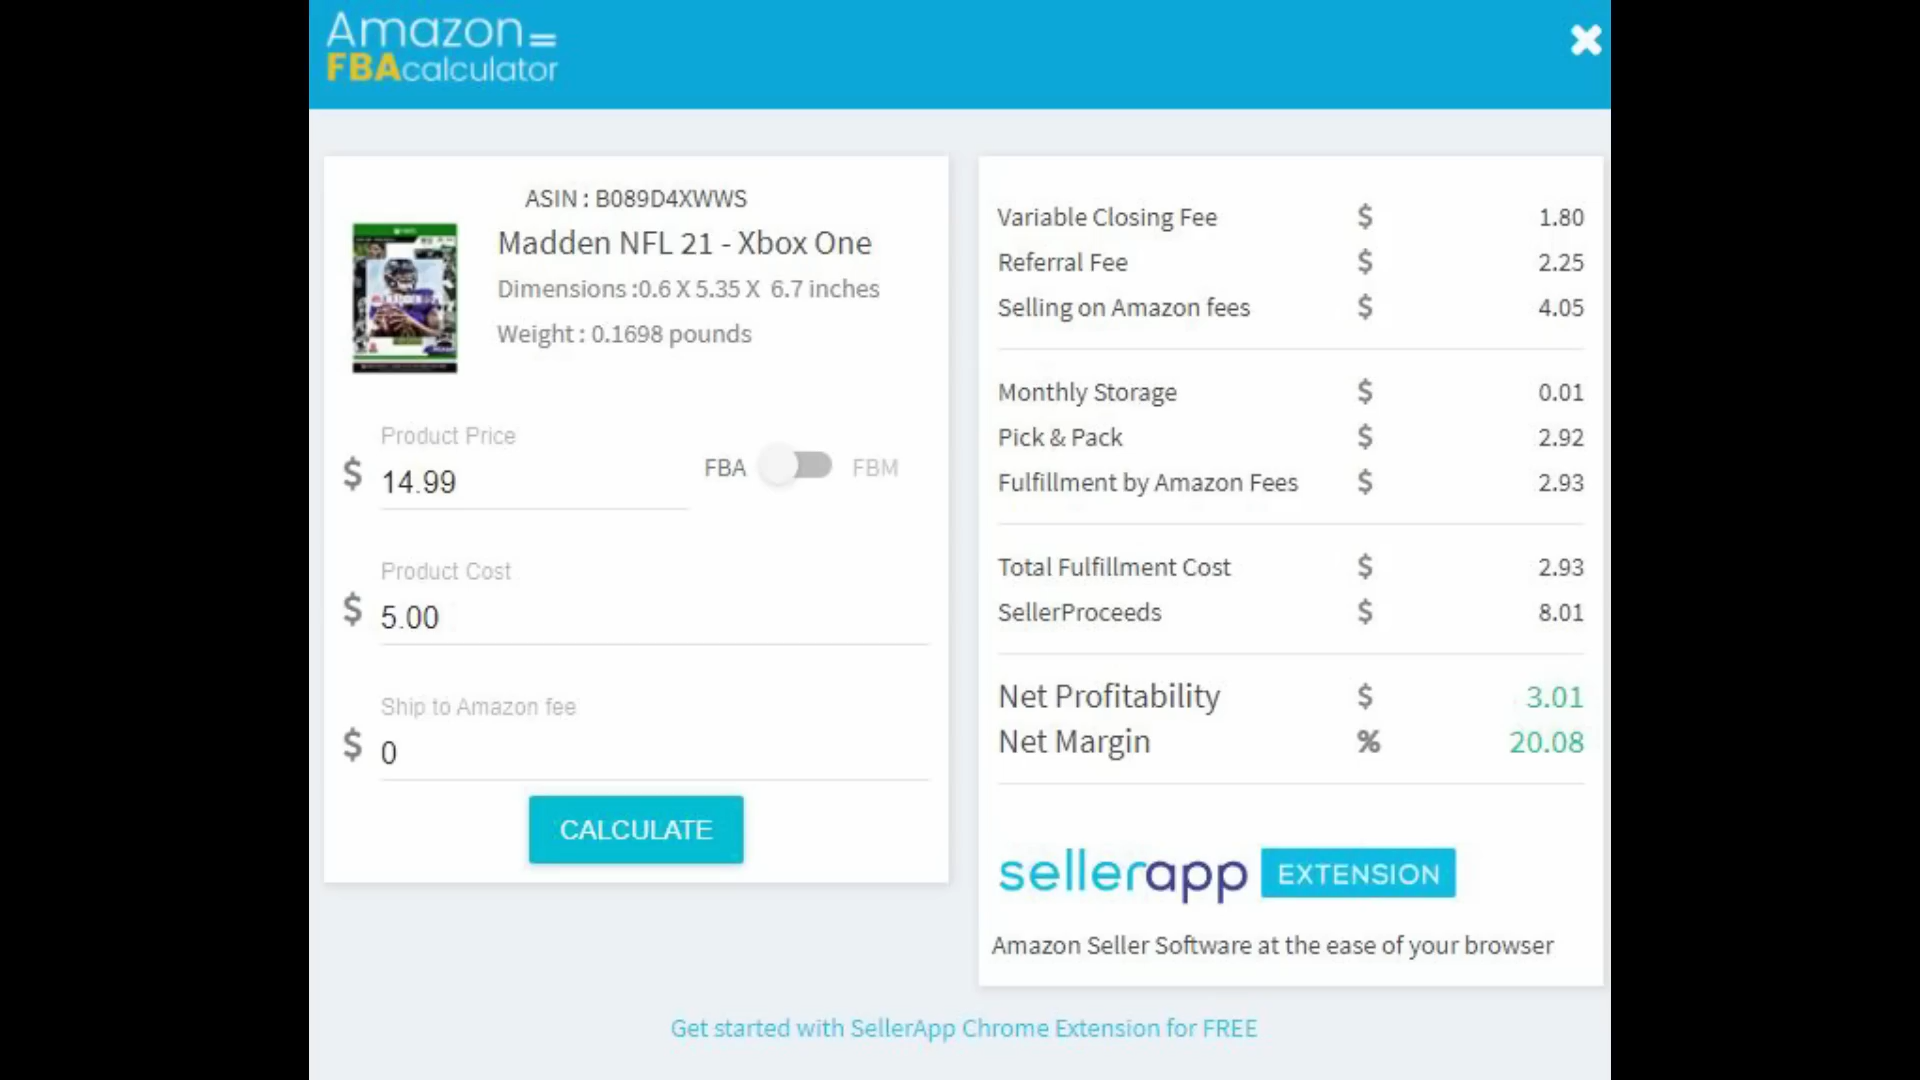 Amazon
FBAcalculator
ASIN : B089D4XWWS
Madden NFL 21 - Xbox One
Dimensions :0.6 X 5.35 X 6.7 inches
Weight : 0.1698 pounds
Product Price
$ 14.99
FBA FBM
Product Cost
$ 5.00
Ship to Amazon fee
$ 0
CALCULATE
Variable Closing Fee $ 1.80
Referral Fee $ 2.25
Selling on Amazon fees $ 4.05
Monthly Storage $ 0.01
Pick & Pack $ 2.92
Fulfillment by Amazon Fees $ 2.93
Total Fulfillment Cost $ 2.93
SellerProceeds $ 8.01
Net Profitability $ 3.01
Net Margin % 20.08
sellerapp EXTENSION
Amazon Seller Software at the ease of your browser
Get started with SellerApp Chrome Extension for FREE